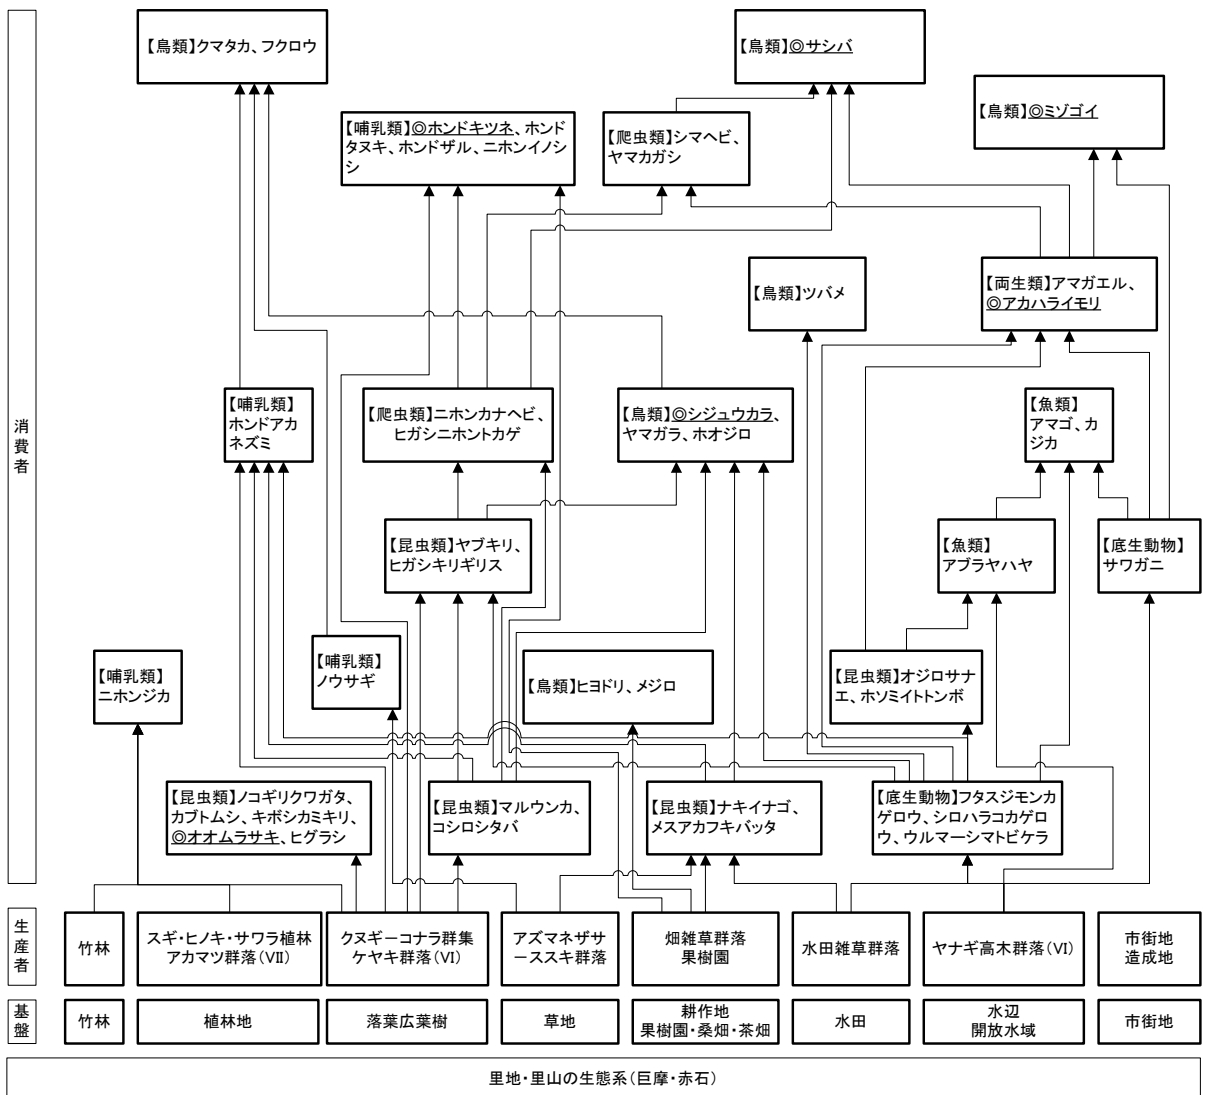 【鳥類】クマタカ、フクロウ
【鳥類】◎サシバ
【鳥類】◎ミゾゴイ
【哺乳類】◎ホンドキツネ、ホンド
タヌキ、ホンドザル、ニホンイノシ
シ
【爬虫類】シマヘビ、
ヤマカガシ
【鳥類】ツバメ
【両生類】アマガエル、
◎アカハライモリ
消費者
【哺乳類】
ホンドアカ
ネズミ
【爬虫類】ニホンカナヘビ、
ヒガシニホントカゲ
【鳥類】◎シジュウカラ、
ヤマガラ、ホオジロ
【魚類】
アマゴ、カ
ジカ
【昆虫類】ヤブキリ、
ヒガシキリギリス
【魚類】
アブラヤハヤ
【底生動物】
サワガニ
【哺乳類】
ニホンジカ
【哺乳類】
ノウサギ
【鳥類】ヒヨドリ、メジロ
【昆虫類】オジロサナ
エ、ホソミイトトンボ
【昆虫類】ノコギリクワガタ、
カブトムシ、キボシカミキリ、
◎オオムラサキ、ヒグラシ
【昆虫類】マルウンカ、
コシロシタバ
【昆虫類】ナキイナゴ、
メスアカフキバッタ
【底生動物】フタスジモンカ
ゲロウ、シロハラコカゲロ
ウ、ウルマーシマトビケラ
生産者
竹林
スギ・ヒノキ・サワラ植林
アカマツ群落(VII)
クヌギーコナラ群集
ケヤキ群落(VI)
アズマネザサ
ーススキ群落
畑雑草群落
果樹園
水田雑草群落
ヤナギ高木群落(VI)
市街地
造成地
基盤
竹林
植林地
落葉広葉樹
草地
耕作地
果樹園・桑畑・茶畑
水田
水辺
開放水域
市街地
里地・里山の生態系(巨摩・赤石)